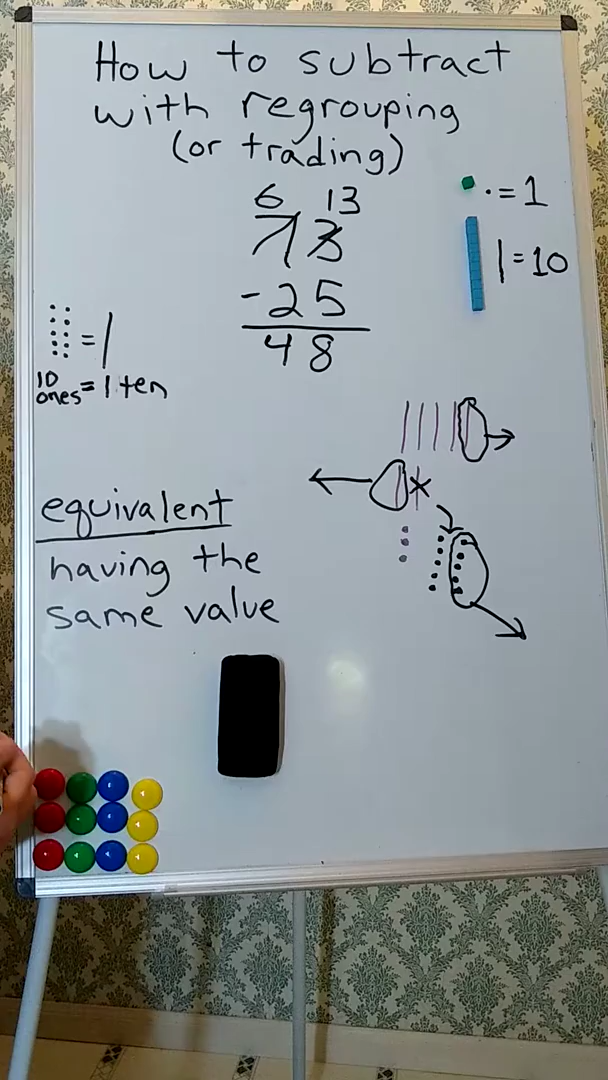 How to subtract
with regrouping
(or trading)
6 13
73
-25
48
. = 1
| = 10
= |
10 ones = 1 ten
equivalent
having the
same value